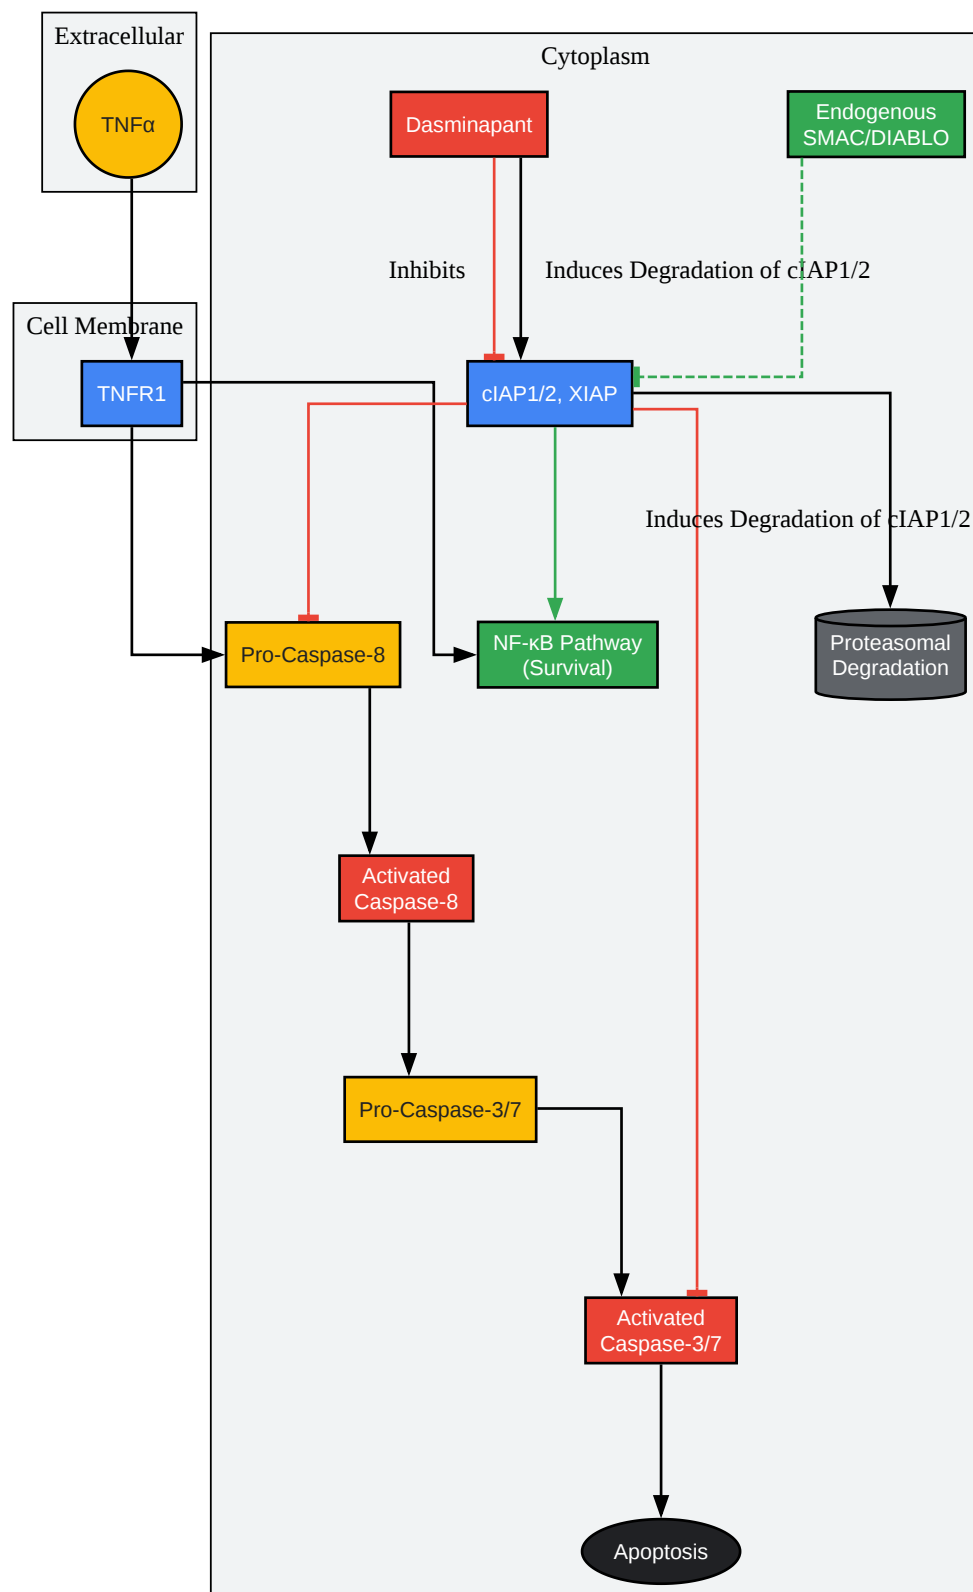 Extracellular
Cytoplasm
TNFα
Dasminapant
Endogenous
SMAC/DIABLO
Inhibits
Induces Degradation of cIAP1/2
Cell Membrane
TNFR1
cIAP1/2, XIAP
Induces Degradation of cIAP1/2
Pro-Caspase-8
NF-κB Pathway
(Survival)
Proteasomal
Degradation
Activated
Caspase-8
Pro-Caspase-3/7
Activated
Caspase-3/7
Apoptosis